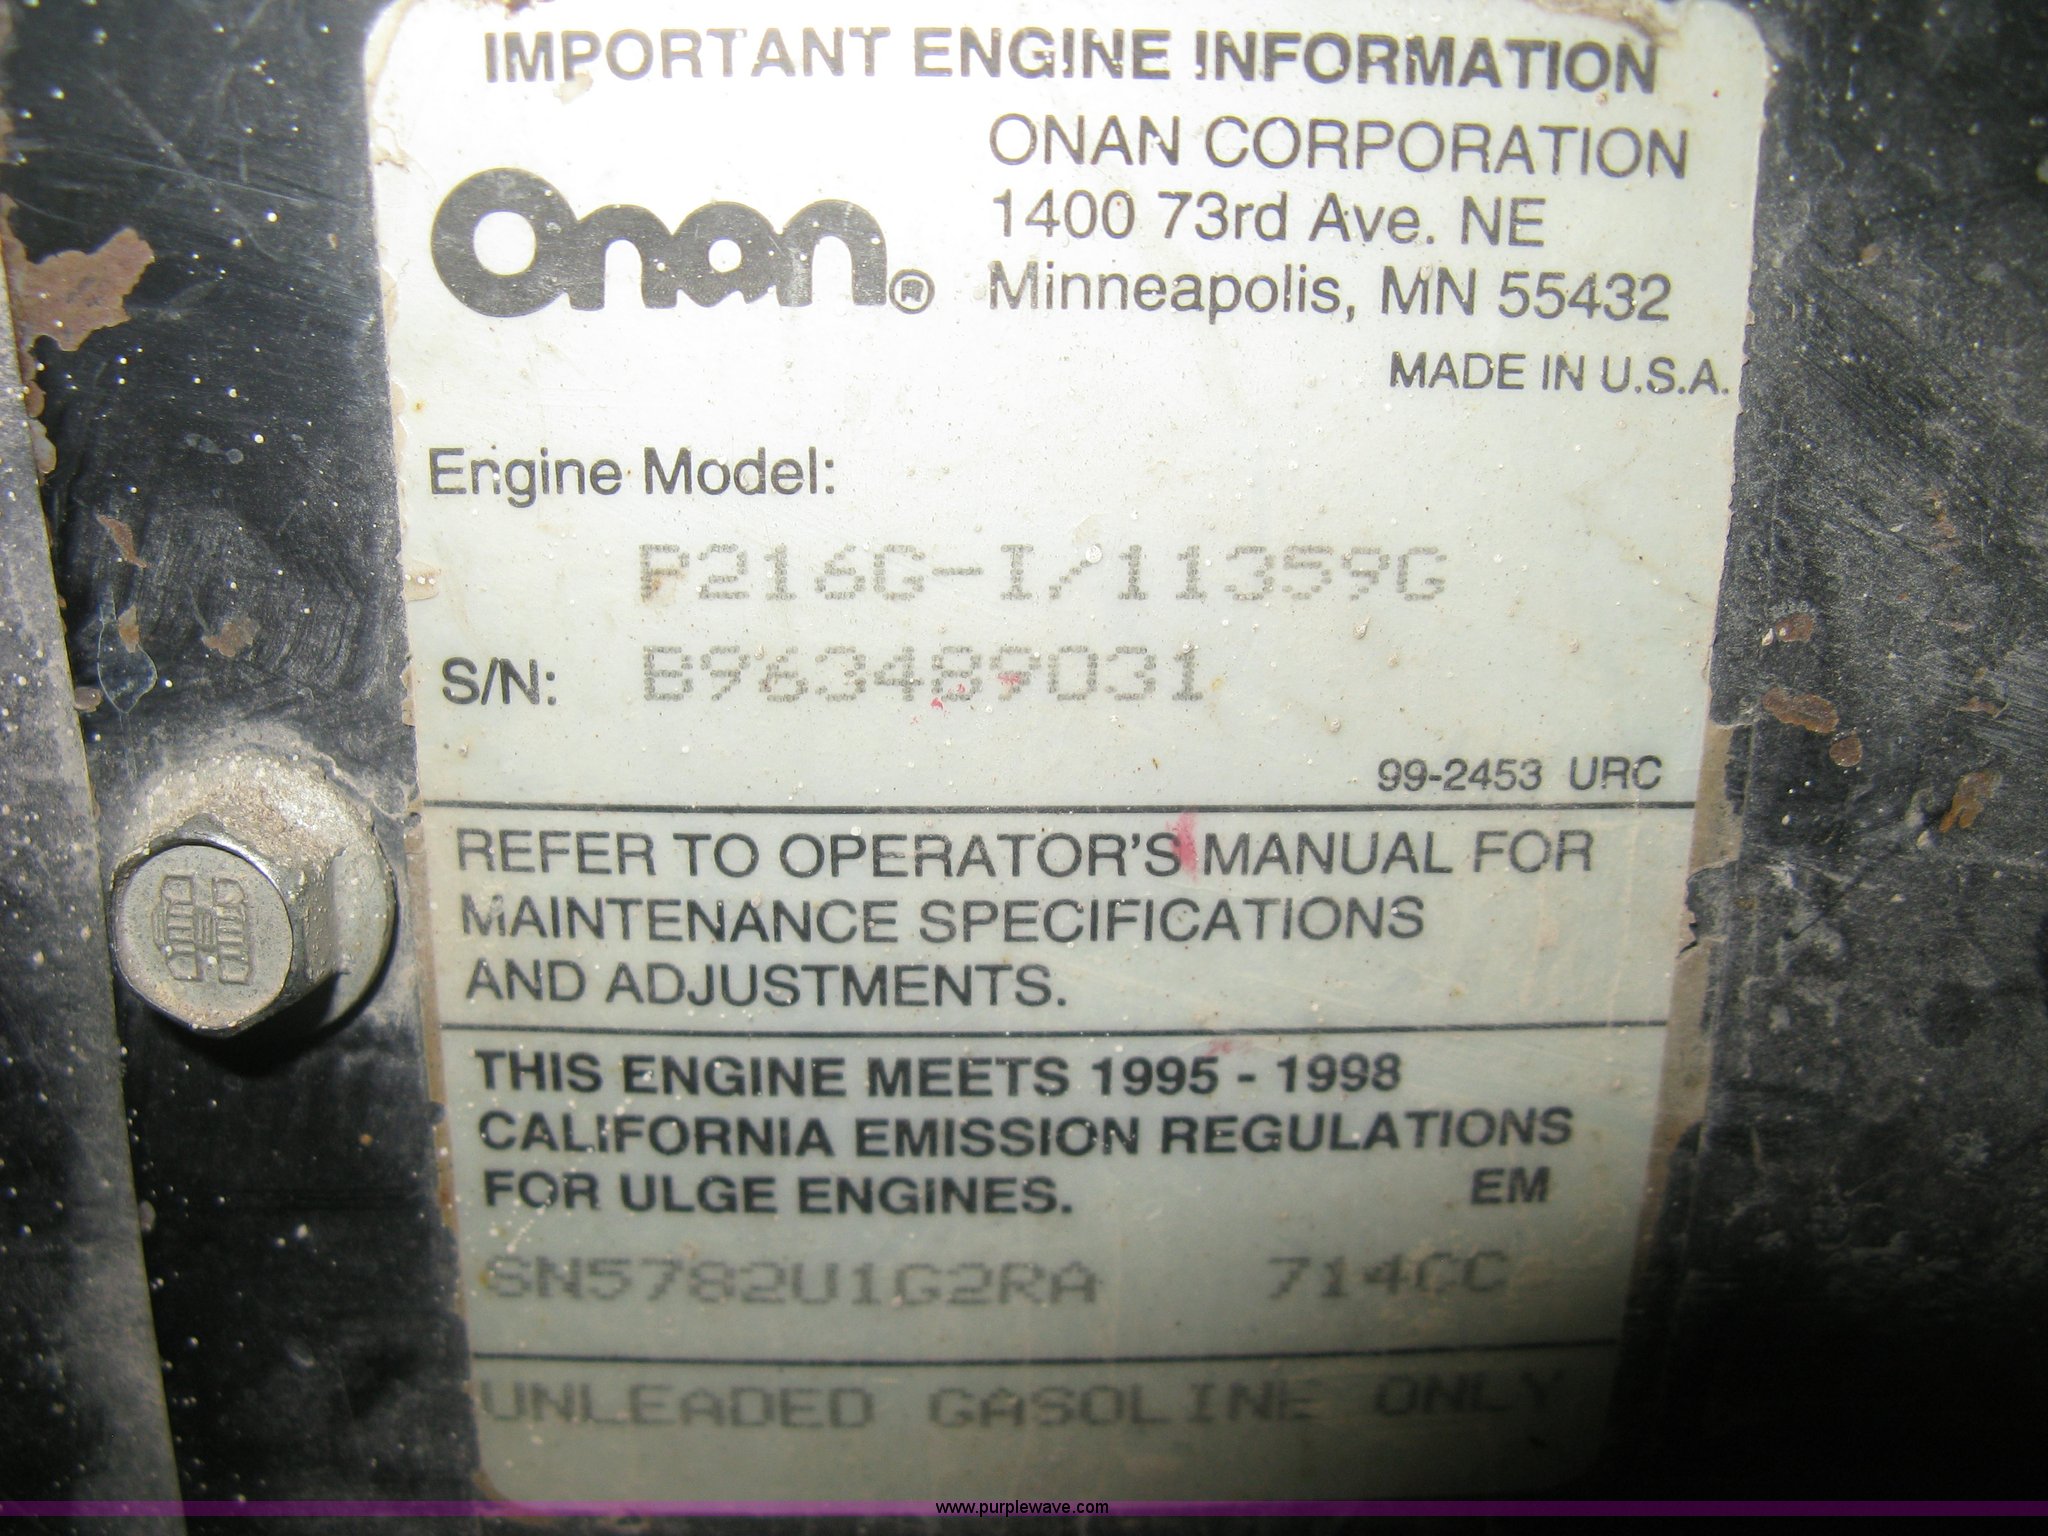 IMPORTANT ENGINE INFORMATION
Onan®
ONAN CORPORATION
1400 73rd Ave. NE
Minneapolis, MN 55432
MADE IN U.S.A.
Engine Model:
P216G-I/11359G
S/N: B963489031
99-2453 URC
REFER TO OPERATOR'S MANUAL FOR
MAINTENANCE SPECIFICATIONS
AND ADJUSTMENTS.
THIS ENGINE MEETS 1995 - 1998
CALIFORNIA EMISSION REGULATIONS
FOR ULGE ENGINES. EM
SN5782U1G2RA 714CC
UNLEADED GASOLINE ONLY
www.purplewave.com